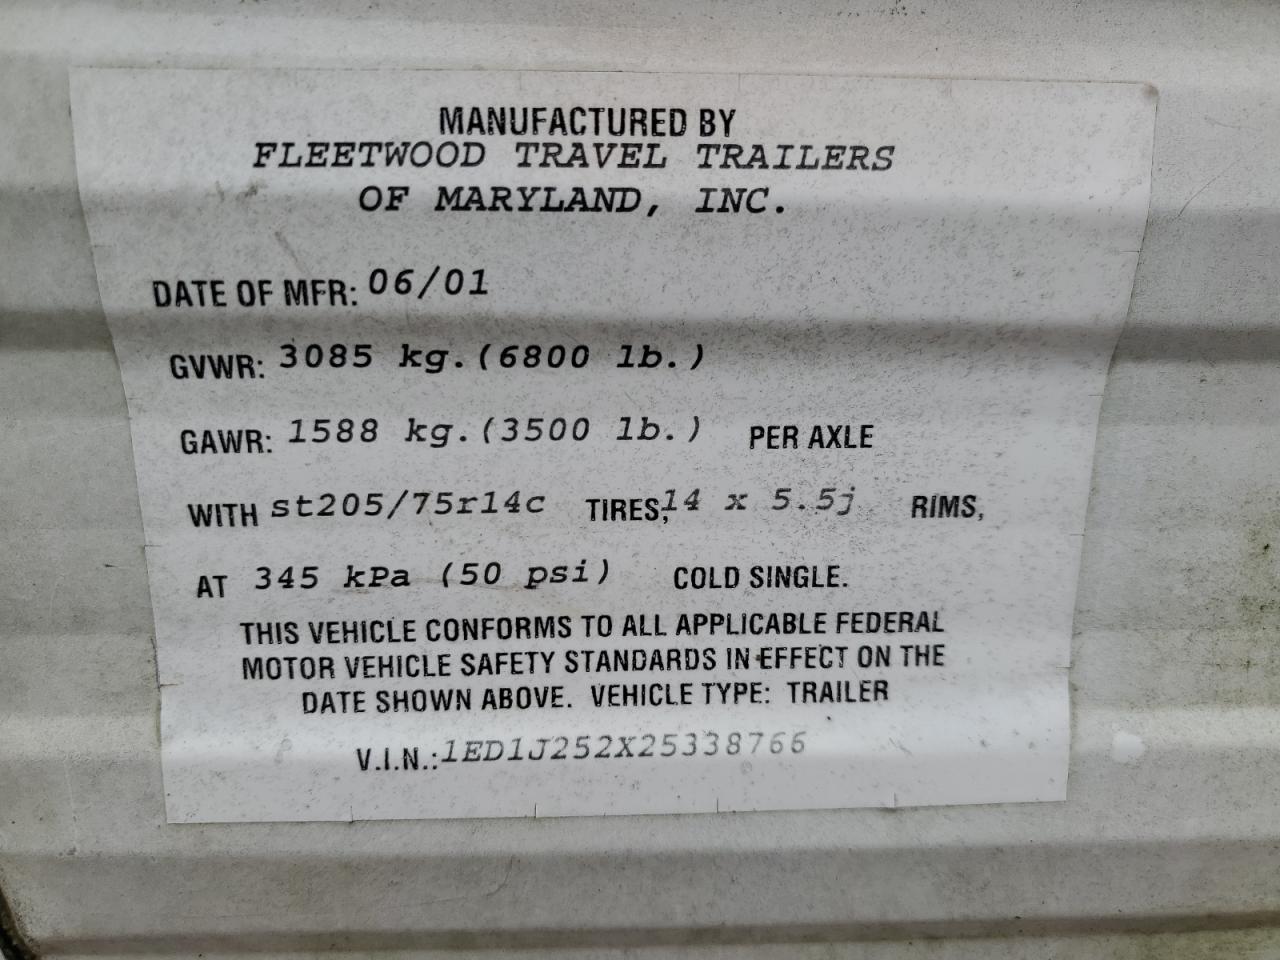 MANUFACTURED BY
FLEETWOOD TRAVEL TRAILERS
OF MARYLAND, INC.
DATE OF MFR: 06/01
GVWR: 3085 kg.(6800 lb.)
GAWR: 1588 kg.(3500 lb.) PER AXLE
WITH st205/75r14c TIRES, 14 x 5.5j RIMS,
AT 345 kPa (50 psi) COLD SINGLE.
THIS VEHICLE CONFORMS TO ALL APPLICABLE FEDERAL
MOTOR VEHICLE SAFETY STANDARDS IN EFFECT ON THE
DATE SHOWN ABOVE. VEHICLE TYPE: TRAILER
V.I.N.: 1ED1J252X25338766